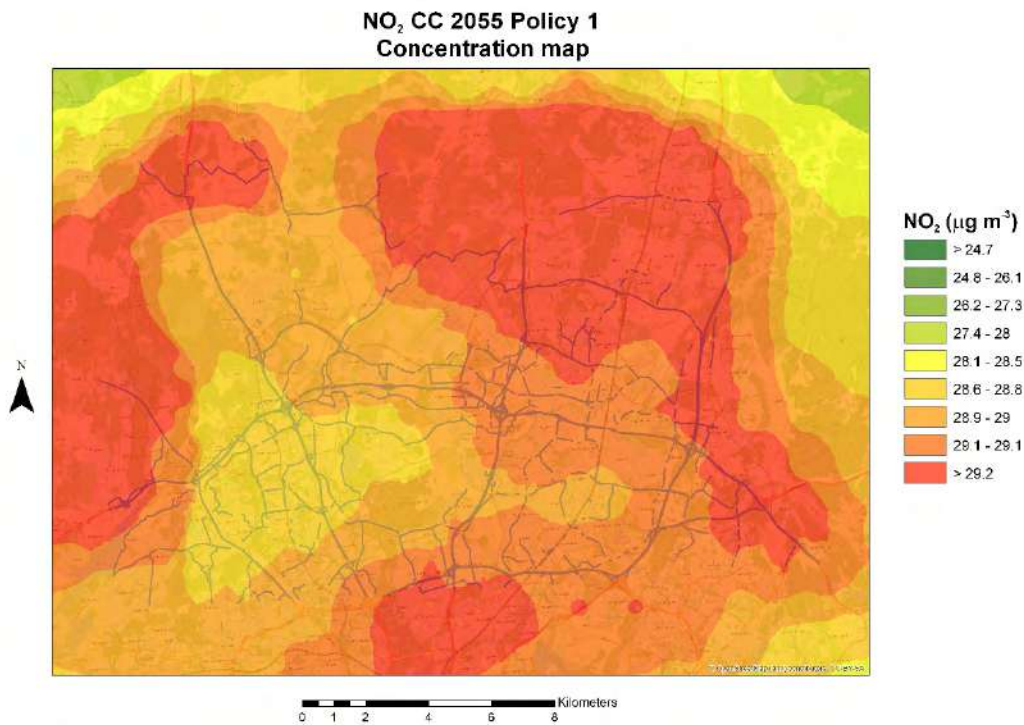 NO₂ CC 2055 Policy 1
Concentration map
N
NO₂ (µg m⁻³)
> 24.7
24.8 - 26.1
26.2 - 27.3
27.4 - 28
28.1 - 28.5
28.6 - 28.8
28.9 - 29
29.1 - 29.1
> 29.2
Kilometers
0 1 2 4 6 8